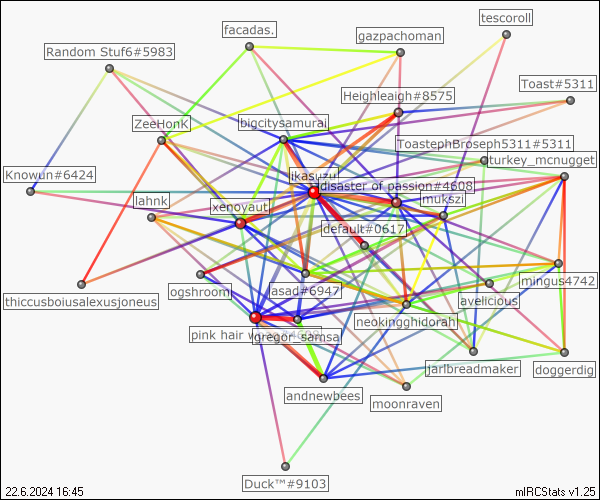 tescoroll
facadas.
gazpachoman
Random Stuf6#5983
Toast#5311
Heighleaigh#8575
ZeeHonK
bigcitysamurai
ToastephBroseph5311#5311
turkey_mcnugget
Knowun#6424
ikasuzu
disaster of passion#4608
lahnk
xenoyaut
mukszi
default#0617
mingus4742
ogshroom
asad#6947
avelicious
thiccusboiusalexusjoneus
neokingghidorah
pink hair
gregor_samsa
jarlbreadmaker
doggerdig
andnewbees
moonraven
Duck™#9103
22.6.2024 16:45
mIRCStats v1.25